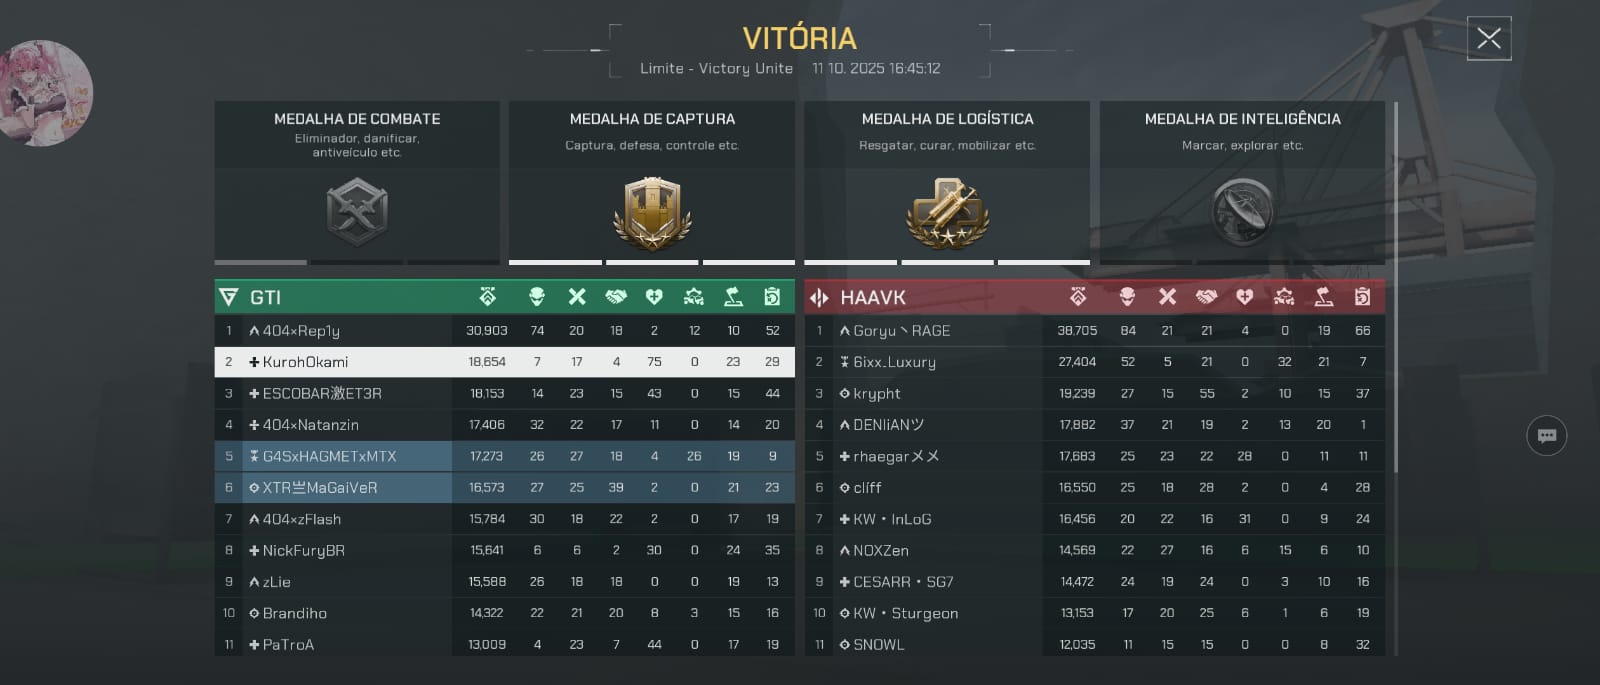 VITÓRIA
Limite - Victory Unite 11 10. 2025 16:45:12
MEDALHA DE COMBATE
Eliminador, danificar,
antiveículo etc.
MEDALHA DE CAPTURA
Captura, defesa, controle etc.
MEDALHA DE LOGÍSTICA
Resgatar, curar, mobilizar etc.
MEDALHA DE INTELIGÊNCIA
Marcar, explorar etc.
GTI
1 404×Rep1y 30,903 74 20 18 2 12 10 52
2 KurohOkami 18,654 7 17 4 75 0 23 29
3 ESCOBAR激ET3R 18,153 14 23 15 43 0 15 44
4 404×Natanzin 17,406 32 22 17 11 0 14 20
5 G4SxHAGMETxMTX 17,273 26 27 18 4 26 19 9
6 XTR亗MaGaiVeR 16,573 27 25 39 2 0 21 23
7 404×zFlash 15,784 30 18 22 2 0 17 19
8 NickFuryBR 15,641 6 6 2 30 0 24 35
9 zLie 15,588 26 18 18 0 0 19 13
10 Brandiho 14,322 22 21 20 8 3 15 16
11 PaTroA 13,009 4 23 7 44 0 17 19
HAAVK
1 Goryu丶RAGE 38,705 84 21 21 4 0 19 66
2 6ixx_Luxury 27,404 52 5 21 0 32 21 7
3 krypht 19,239 27 15 55 2 10 15 37
4 DENIiANツ 17,882 37 21 19 2 13 20 1
5 rhaegarメメ 17,683 25 23 22 28 0 11 11
6 cliff 16,550 25 18 28 2 0 4 28
7 KW・InLoG 16,456 20 22 16 31 0 9 24
8 NOXZen 14,569 22 27 16 6 15 6 10
9 CESARR・SG7 14,472 24 19 24 0 3 10 16
10 KW・Sturgeon 13,153 17 20 25 6 1 6 19
11 SNOWL 12,035 11 15 15 0 0 8 32